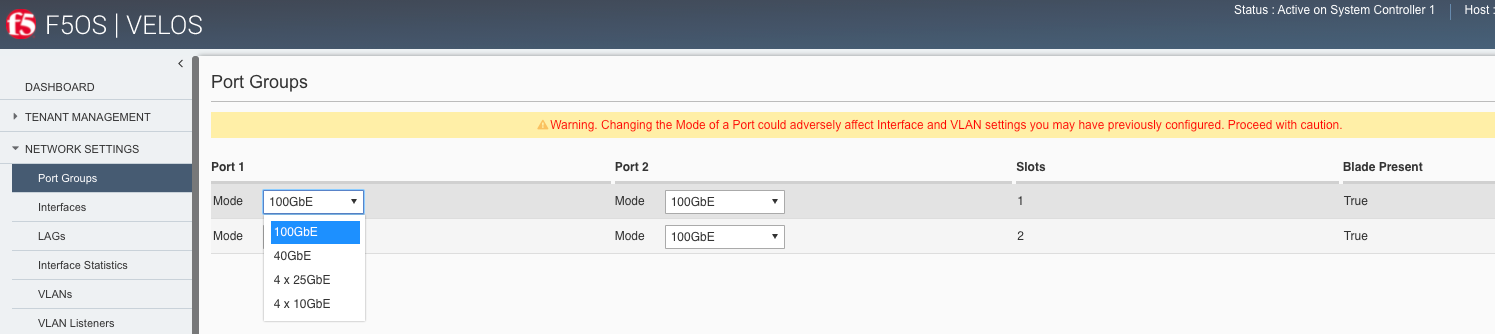 Status : Active on System Controller 1 Host :
f5 F5OS | VELOS
DASHBOARD
TENANT MANAGEMENT
NETWORK SETTINGS
Port Groups
Interfaces
LAGs
Interface Statistics
VLANs
VLAN Listeners
Port Groups
Warning. Changing the Mode of a Port could adversely affect Interface and VLAN settings you may have previously configured. Proceed with caution.
Port 1 Port 2 Slots Blade Present
Mode 100GbE Mode 100GbE 1 True
Mode Mode 100GbE 2 True
100GbE
40GbE
4 x 25GbE
4 x 10GbE